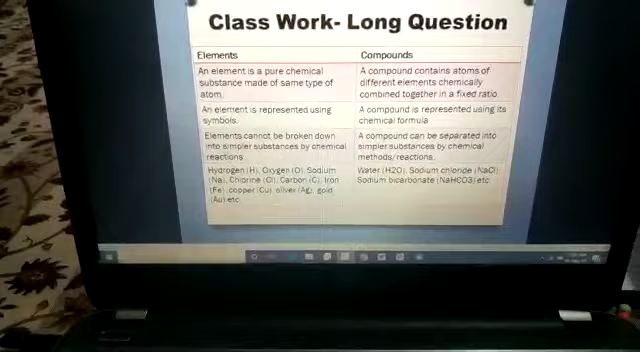 Class Work- Long Question
Elements
Compounds
An element is a pure chemical
substance made of same type of
atom.
A compound contains atoms of
different elements chemically
combined together in a fixed ratio.
An element is represented using
symbols.
A compound is represented using its
chemical formula
Elements cannot be broken down
into simpler substances by chemical
reactions
A compound can be separated into
simpler substances by chemical
methods/reactions.
Hydrogen (H), Oxygen (O), Sodium
(Na), Chlorine (Cl), Carbon (C), Iron
(Fe), copper (Cu), silver (Ag), gold
(Au) etc.
Water (H2O), Sodium chloride (NaCl),
Sodium bicarbonate (NaHCO3) etc.